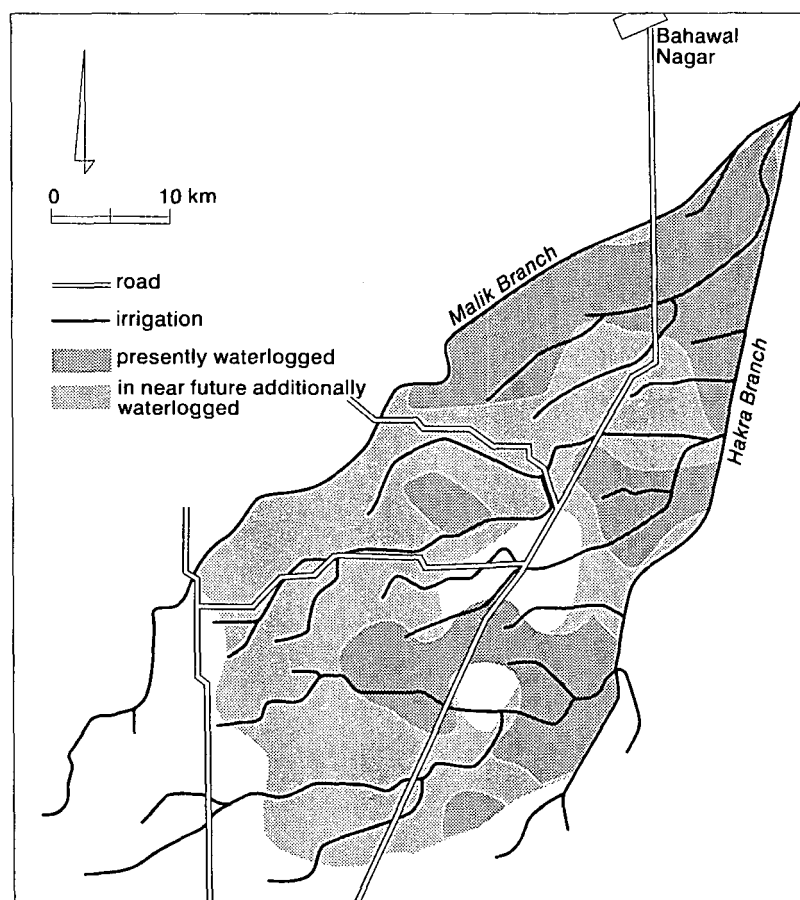 Bahawal
Nagar
0 10 km
Malik Branch
road
irrigation
presently waterlogged
in near future additionally
waterlogged
Hakra Branch